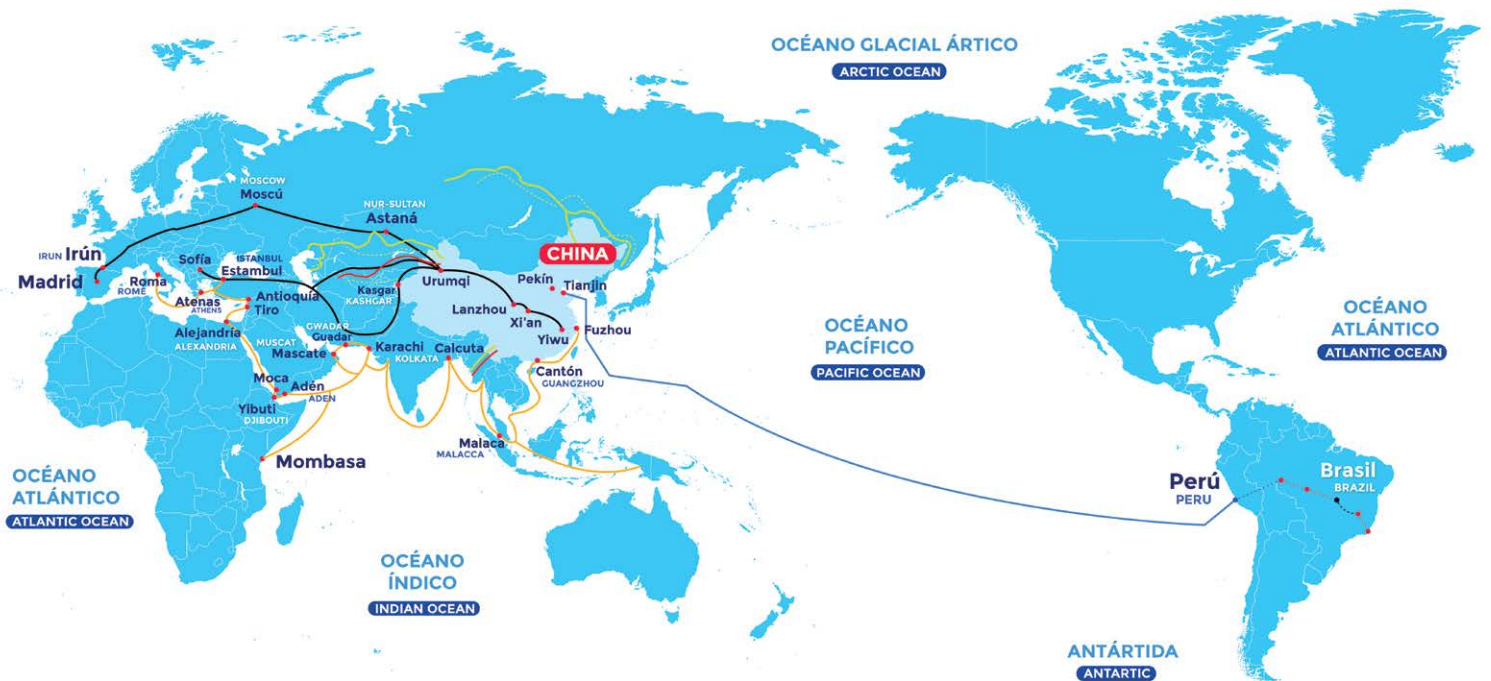 OCÉANO GLACIAL ÁRTICO
ARCTIC OCEAN
MOSCOW
Moscú
NUR-SULTAN
Astaná
IRUN Irún
Madrid
Sofía
ISTANBUL
Estambul
Roma
ROME
Atenas
ATHENS
Antioquía
Tiro
Alejandría
ALEXANDRIA
Kasgar
KASHGAR
Urumqi
CHINA
Pekín
Tianjin
Lanzhou
Xi'an
Yiwu
Fuzhou
GWADAR
Guadar
MUSCAT
Mascate
Karachi
KOLKATA
Calcuta
Cantón
GUANGZHOU
Moca
Adén
ADEN
Yibuti
DJIBOUTI
Malaca
MALACCA
Mombasa
OCÉANO
PACÍFICO
PACIFIC OCEAN
OCÉANO
ATLÁNTICO
ATLANTIC OCEAN
Perú
PERU
Brasil
BRAZIL
OCÉANO
ATLÁNTICO
ATLANTIC OCEAN
OCÉANO
ÍNDICO
INDIAN OCEAN
ANTÁRTIDA
ANTARTIC